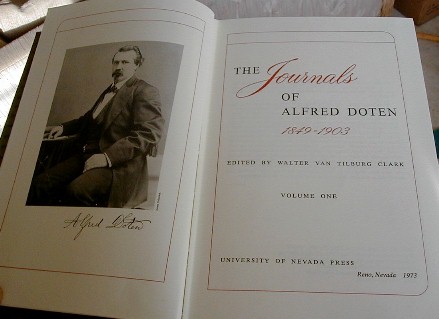 Alfred Doten
THE Journals
OF
ALFRED DOTEN
1849-1903
EDITED BY WALTER VAN TILBURG CLARK
VOLUME ONE
UNIVERSITY OF NEVADA PRESS
Reno, Nevada 1973